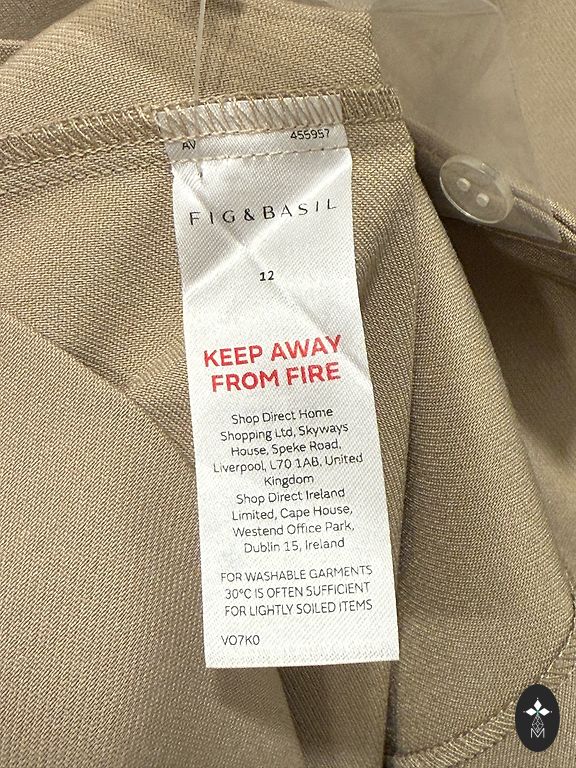 AV 455957
FIG&BASIL
12
KEEP AWAY
FROM FIRE
Shop Direct Home
Shopping Ltd, Skyways
House, Speke Road,
Liverpool, L70 1AB, United
Kingdom
Shop Direct Ireland
Limited, Cape House,
Westend Office Park,
Dublin 15, Ireland
FOR WASHABLE GARMENTS
30°C IS OFTEN SUFFICIENT
FOR LIGHTLY SOILED ITEMS
VO7K0
M